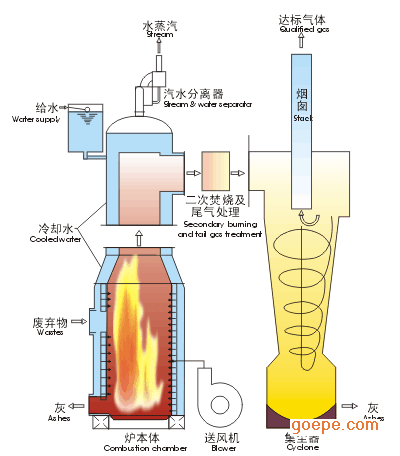 水蒸汽
Stream
达标气体
Qualified gas
汽水分离器
Stream & water separator
给水
Water supply
烟囱
Stack
二次焚烧及
尾气处理
Secondary burning
and tail gas treatment
冷却水
Cooled water
废弃物
Wastes
灰
Ashes
炉本体
Combustion chamber
送风机
Blower
灰
Ashes
集尘器
Cyclone
goepe.com